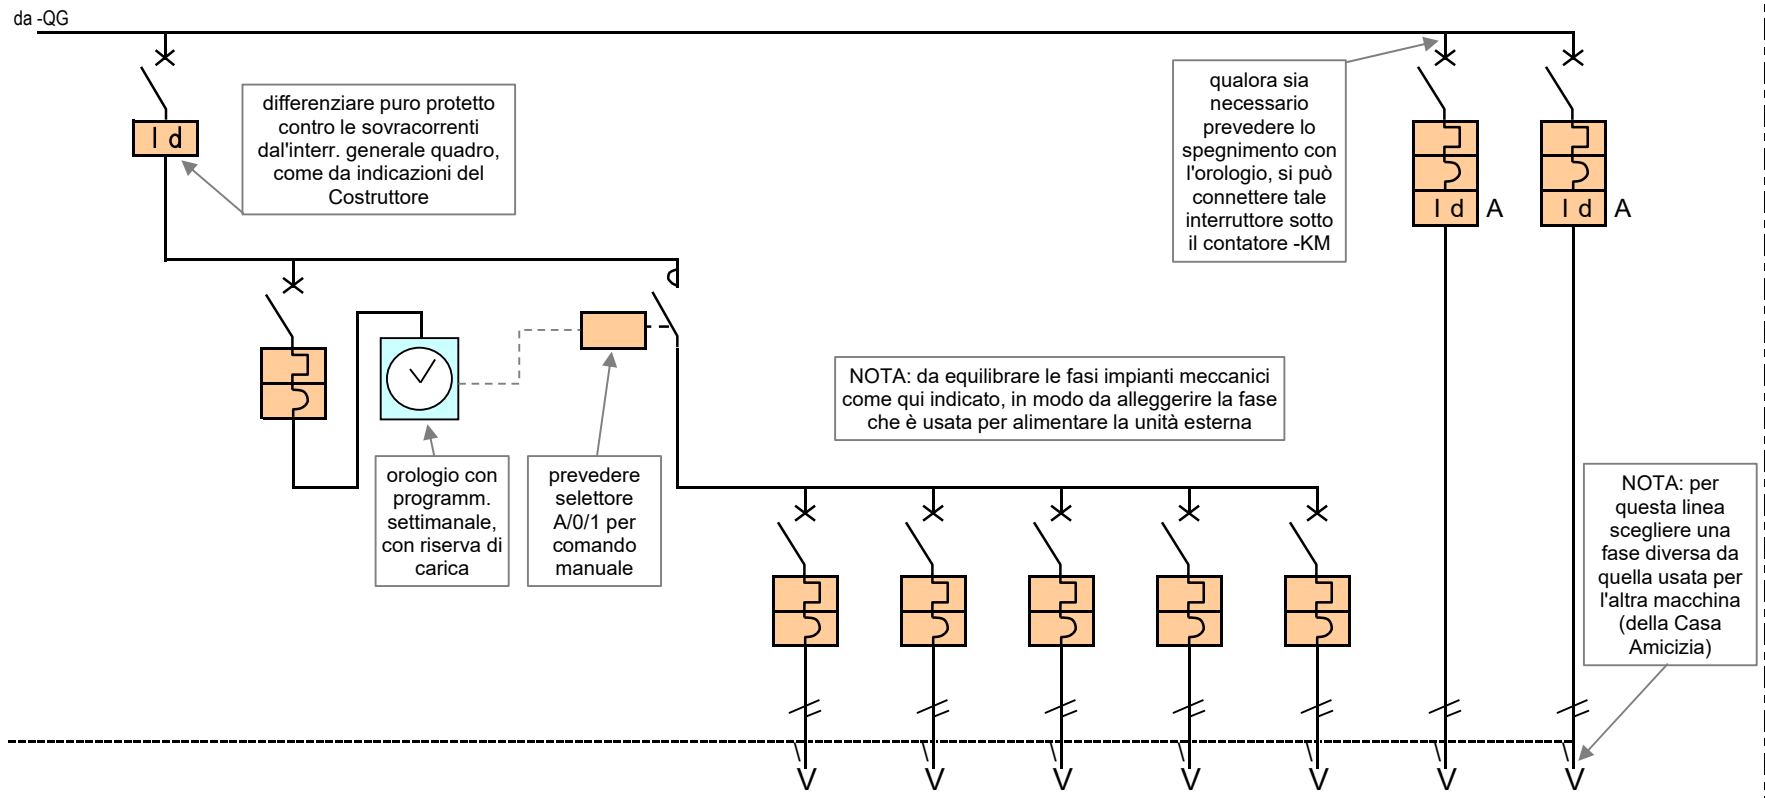 da -QG
differenziare puro protetto
contro le sovracorrenti
dal'interr. generale quadro,
come da indicazioni del
Costruttore
I d
qualora sia
necessario
prevedere lo
spegnimento con
l'orologio, si può
connettere tale
interruttore sotto
il contatore -KM
I d A
I d A
NOTA: da equilibrare le fasi impianti meccanici
come qui indicato, in modo da alleggerire la fase
che è usata per alimentare la unità esterna
orologio con
programm.
settimanale,
con riserva di
carica
prevedere
selettore
A/0/1 per
comando
manuale
NOTA: per
questa linea
scegliere una
fase diversa da
quella usata per
l'altra macchina
(della Casa
Amicizia)